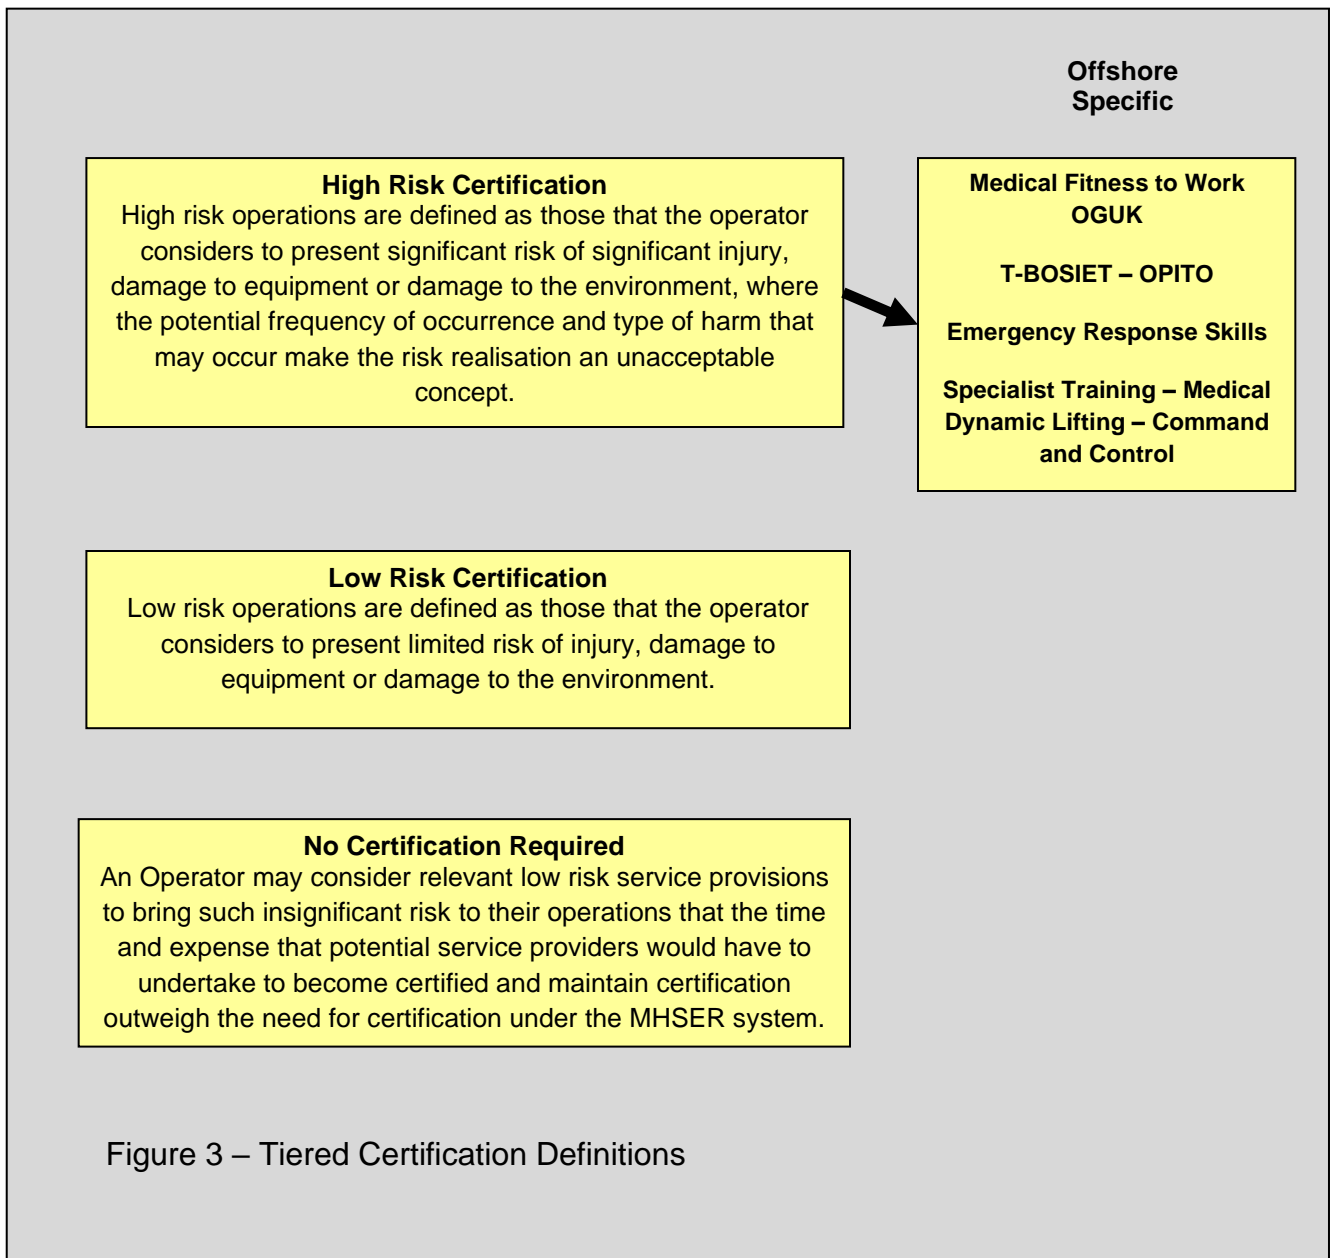 Offshore
Specific
High Risk Certification
High risk operations are defined as those that the operator
considers to present significant risk of significant injury,
damage to equipment or damage to the environment, where
the potential frequency of occurrence and type of harm that
may occur make the risk realisation an unacceptable
concept.
Medical Fitness to Work
OGUK
T-BOSIET – OPITO
Emergency Response Skills
Specialist Training – Medical
Dynamic Lifting – Command
and Control
Low Risk Certification
Low risk operations are defined as those that the operator
considers to present limited risk of injury, damage to
equipment or damage to the environment.
No Certification Required
An Operator may consider relevant low risk service provisions
to bring such insignificant risk to their operations that the time
and expense that potential service providers would have to
undertake to become certified and maintain certification
outweigh the need for certification under the MHSER system.
Figure 3 – Tiered Certification Definitions